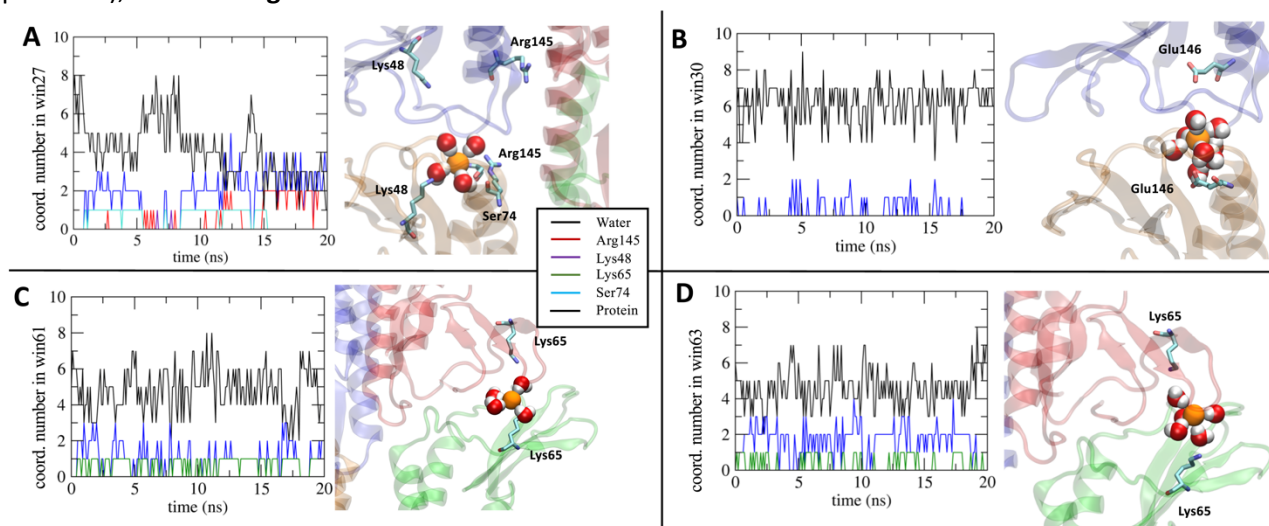 A
coord. number in win27
10
8
6
4
2
0
0 5 10 15 20
time (ns)
Lys48
Arg145
Arg145
Lys48
Ser74
B
coord. number in win30
10
8
6
4
2
0
0 5 10 15 20
time (ns)
Glu146
Glu146
Water
Arg145
Lys48
Lys65
Ser74
Protein
C
coord. number in win61
10
8
6
4
2
0
0 5 10 15 20
time (ns)
Lys65
Lys65
D
coord. number in win63
10
8
6
4
2
0
0 5 10 15 20
time (ns)
Lys65
Lys65